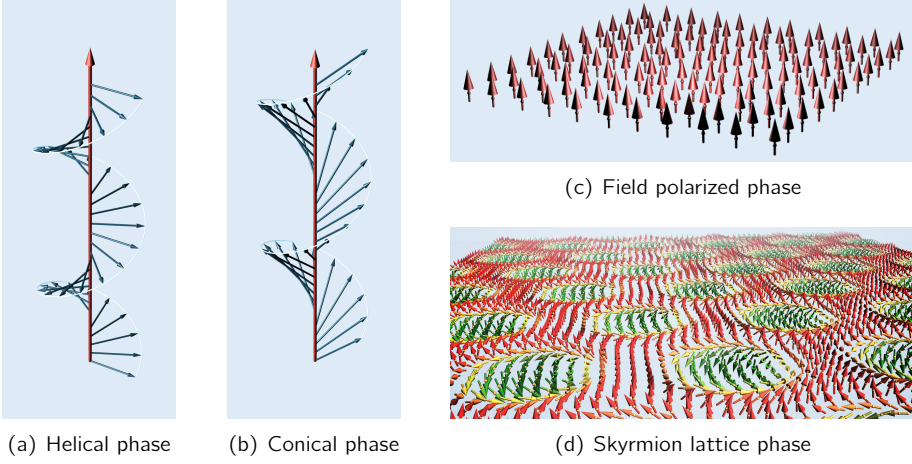 (c) Field polarized phase
(a) Helical phase
(b) Conical phase
(d) Skyrmion lattice phase